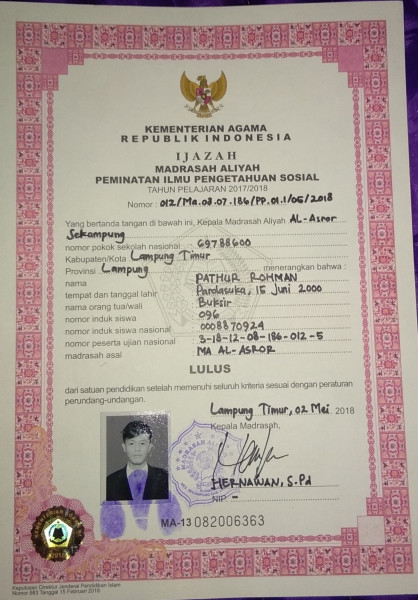 KEMENTERIAN AGAMA
REPUBLIK INDONESIA
IJAZAH
MADRASAH ALIYAH
PEMINATAN ILMU PENGETAHUAN SOSIAL
TAHUN PELAJARAN 2017/2018
Nomor : 012/Ma.08.07.186/PP.01.1/05/2018
Yang bertanda tangan di bawah ini, Kepala Madrasah Aliyah AL-Asror
Sekampung
nomor pokok sekolah nasional 69788600
Kabupaten/Kota Lampung Timur
Provinsi Lampung menerangkan bahwa :
nama PATHUR ROHMAN
tempat dan tanggal lahir Pardasuka, 15 Juni 2000
nama orang tua/wali Buksir
nomor induk siswa 096
nomor induk siswa nasional 0008870924
nomor peserta ujian nasional 3-18-12-08-186-012-5
madrasah asal MA AL-ASROR
LULUS
dari satuan pendidikan setelah memenuhi seluruh kriteria sesuai dengan peraturan
perundang-undangan.
Lampung Timur, 02 Mei 2018
Kepala Madrasah,
HERNAWAN, S.Pd
NIP. -
MA-13 082006363
Keputusan Direktur Jenderal Pendidikan Islam
Nomor 963 Tanggal 15 Februari 2018